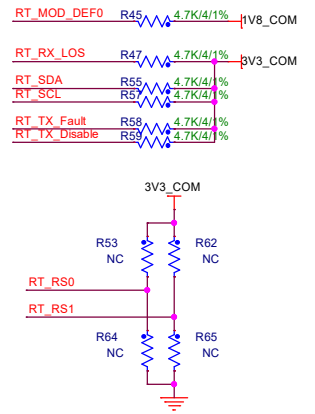 RT_MOD_DEF0 R45 4.7K/4/1% 1V8_COM
RT_RX_LOS R47 4.7K/4/1% 3V3_COM
RT_SDA R55 4.7K/4/1%
RT_SCL R57 4.7K/4/1%
RT_TX_Fault R58 4.7K/4/1%
RT_TX_Disable R59 4.7K/4/1%
3V3_COM
R53 R62
NC NC
RT_RS0
RT_RS1
R64 R65
NC NC